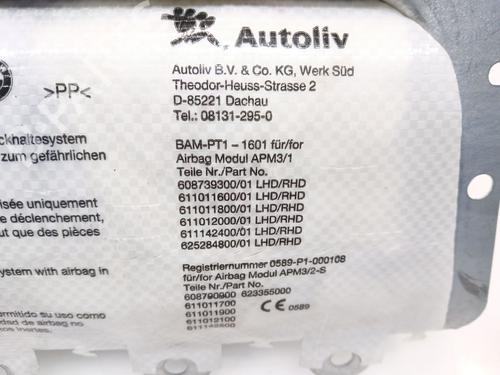 Autoliv
Autoliv B.V. & Co. KG, Werk Süd
>PP<
Theodor-Heuss-Strasse 2
D-85221 Dachau
Tel.: 08131-295-0
ckhaltesystem
zum gefährlichen
BAM-PT1 - 1601 für/for
Airbag Modul APM3/1
Teile Nr./Part No.
608739300/01 LHD/RHD
611011600/01 LHD/RHD
611011800/01 LHD/RHD
611012000/01 LHD/RHD
611142400/01 LHD/RHD
625284800/01 LHD/RHD
isée uniquement
e déclenchement,
ut que des pièces
system with airbag in
Registriernummer 0589-P1-000108
für/for Airbag Modul APM3/2-S
Teile Nr./Part No.
608790900 623355000
611011700
611011900
611012100
611142500
CE 0589
ermitido su uso como
dad de airbag no
tos inertes.